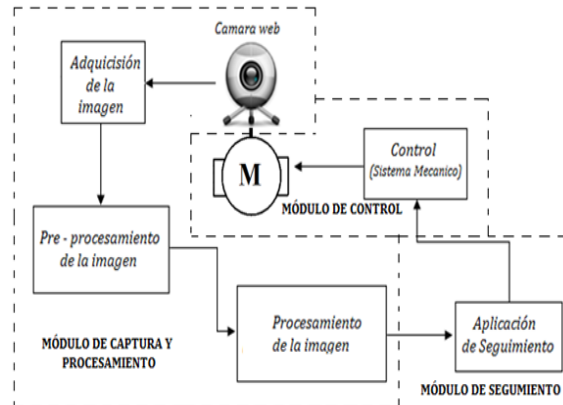 Camara web
Adquicisión
de la
imagen
Control
(Sistema Mecanico)
M
MÓDULO DE CONTROL
Pre - procesamiento
de la imagen
Procesamiento
de la imagen
Aplicación
de Seguimiento
MÓDULO DE CAPTURA Y
PROCESAMIENTO
MÓDULO DE SEGUMIENTO